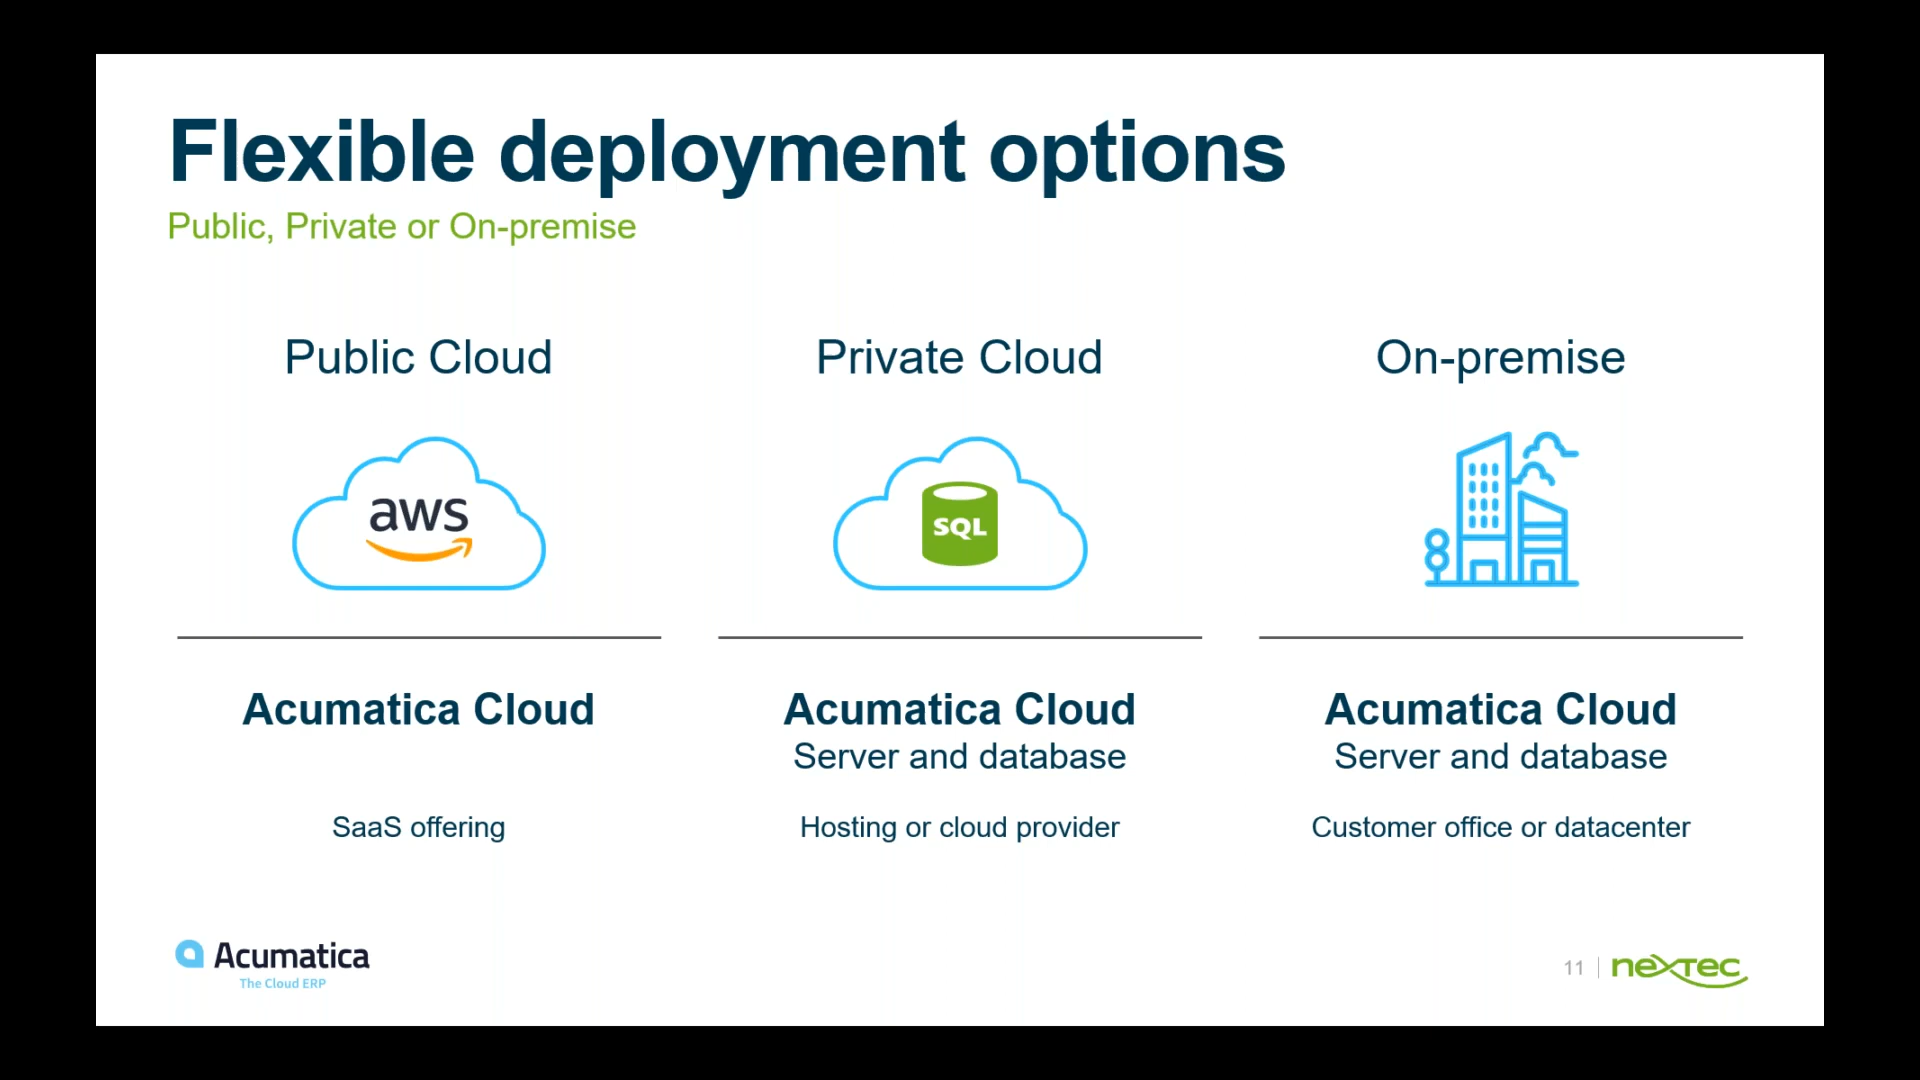 Flexible deployment options
Public, Private or On-premise
Public Cloud
Private Cloud
On-premise
aws
SQL
Acumatica Cloud
Acumatica Cloud
Server and database
Acumatica Cloud
Server and database
SaaS offering
Hosting or cloud provider
Customer office or datacenter
Acumatica
The Cloud ERP
11
nexTec